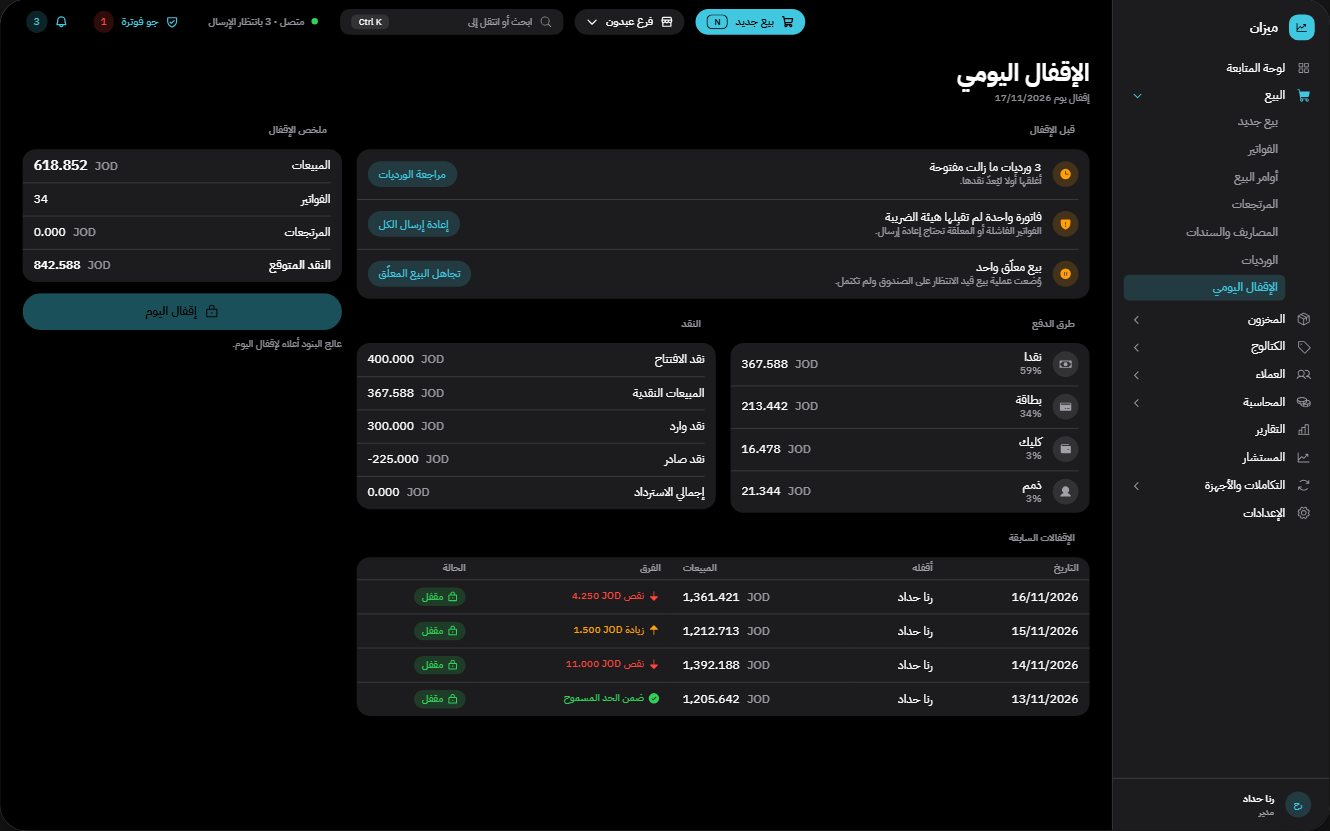 ميزان
لوحة المتابعة
البيع
بيع جديد
الفواتير
أوامر البيع
المرتجعات
المصاريف والسندات
الورديات
الإقفال اليومي
المخزون
الكتالوج
العملاء
المحاسبة
التقارير
المستشار
التكاملات والأجهزة
الإعدادات
رح
رنا حداد
مدير
بيع جديد N
فرع عبدون
ابحث أو انتقل إلى Ctrl K
متصل · 3 بانتظار الإرسال
جو فوترة 1
3
الإقفال اليومي
إقفال يوم 17/11/2026
قبل الإقفال
3 ورديات ما زالت مفتوحة
أغلقها أولا ليُعدّ نقدها.
مراجعة الورديات
فاتورة واحدة لم تقبلها هيئة الضريبة
الفواتير الفاشلة أو المعلقة تحتاج إعادة إرسال.
إعادة إرسال الكل
بيع معلّق واحد
وُضعت عملية بيع قيد الانتظار على الصندوق ولم تكتمل.
تجاهل البيع المعلّق
طرق الدفع
نقدا
59%
367.588 JOD
بطاقة
34%
213.442 JOD
كليك
3%
16.478 JOD
ذمم
3%
21.344 JOD
النقد
نقد الافتتاح 400.000 JOD
المبيعات النقدية 367.588 JOD
نقد وارد 300.000 JOD
نقد صادر -225.000 JOD
إجمالي الاسترداد 0.000 JOD
الإقفالات السابقة
التاريخ أقفله المبيعات الفرق الحالة
16/11/2026 رنا حداد 1,361.421 JOD نقص 4.250 JOD مقفل
15/11/2026 رنا حداد 1,212.713 JOD زيادة 1.500 JOD مقفل
14/11/2026 رنا حداد 1,392.188 JOD نقص 11.000 JOD مقفل
13/11/2026 رنا حداد 1,205.642 JOD ضمن الحد المسموح مقفل
ملخص الإقفال
المبيعات 618.852 JOD
الفواتير 34
المرتجعات 0.000 JOD
النقد المتوقع 842.588 JOD
إقفال اليوم
عالج البنود أعلاه لإقفال اليوم.